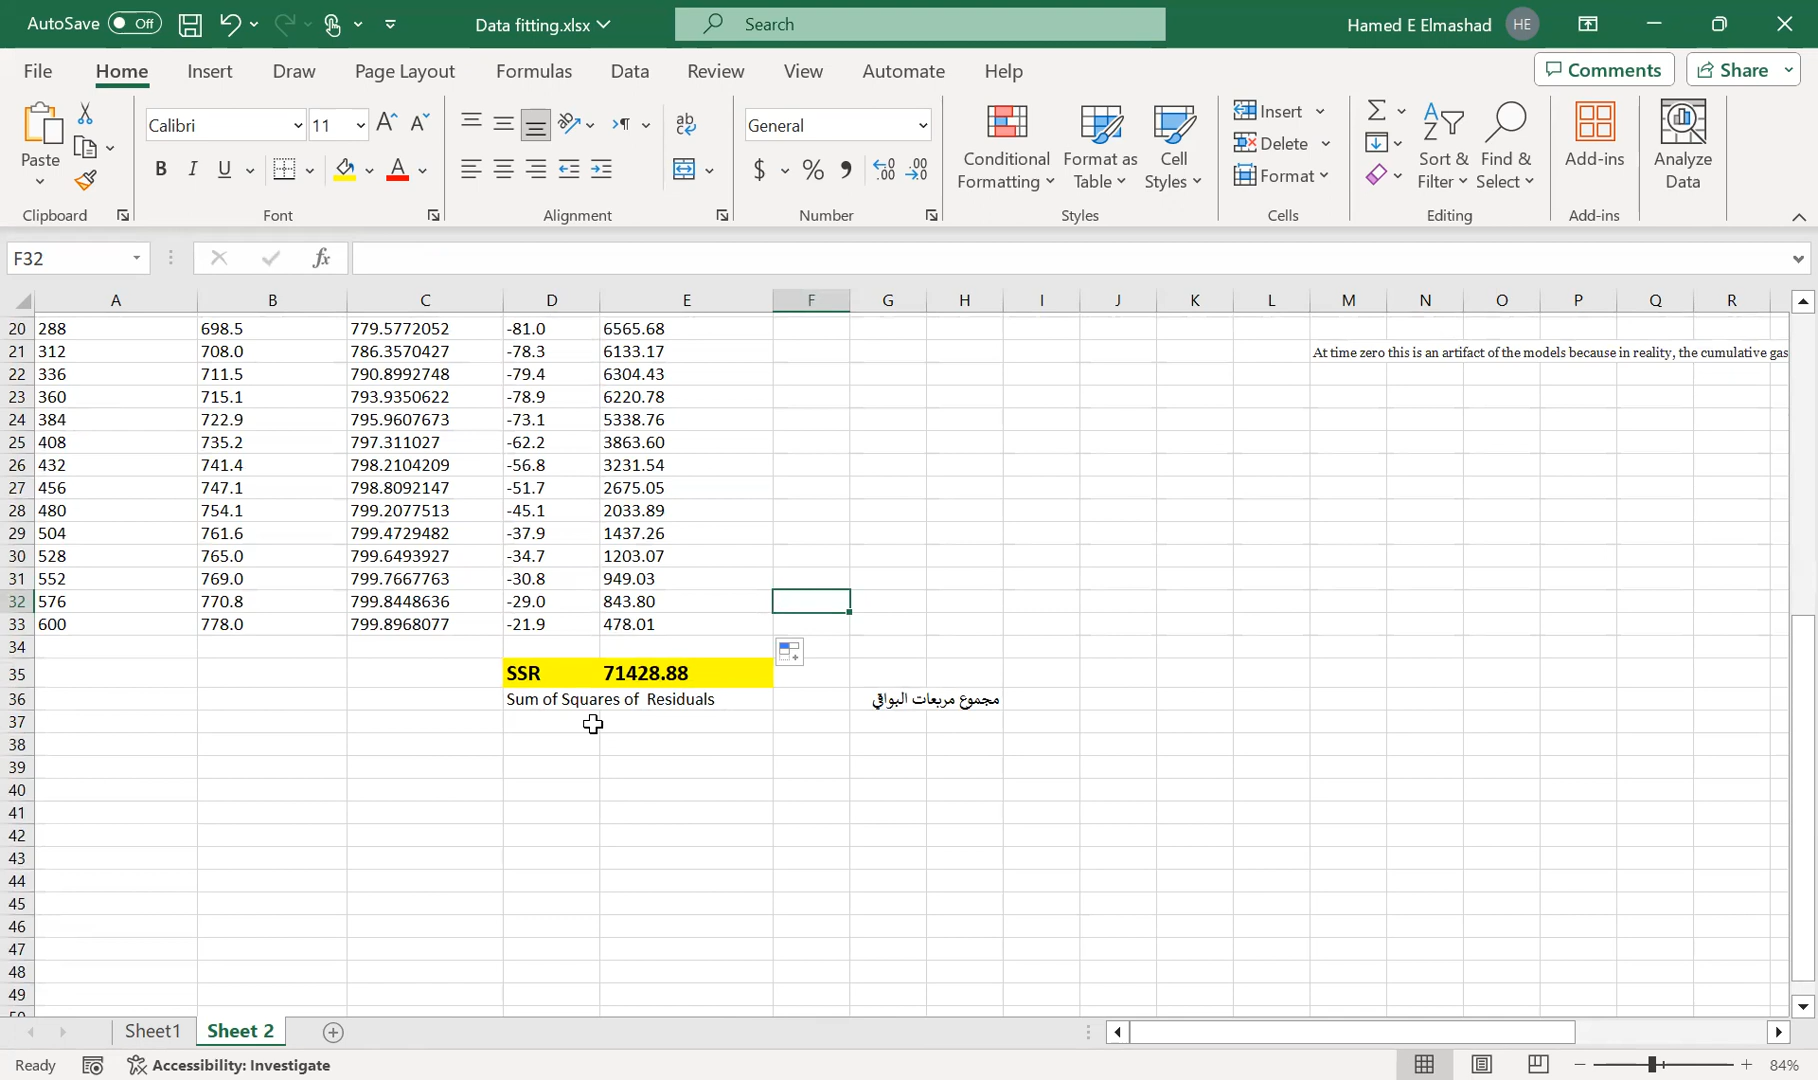 AutoSave Off Data fitting.xlsx Search Hamed E Elmashad HE
File Home Insert Draw Page Layout Formulas Data Review View Automate Help Comments Share
Paste
Clipboard
Calibri 11
B I U A
Font
ab
Alignment
General
$ % , .00 .0
Number
Conditional Formatting
Format as Table
Cell Styles
Styles
Insert
Delete
Format
Cells
Sort & Filter
Find & Select
Editing
Add-ins
Add-ins
Analyze Data
F32 fx
A B C D E F G H I J K L M N O P Q R
20 288 698.5 779.5772052 -81.0 6565.68
21 312 708.0 786.3570427 -78.3 6133.17 At time zero this is an artifact of the models because in reality, the cumulative gas
22 336 711.5 790.8992748 -79.4 6304.43
23 360 715.1 793.9350622 -78.9 6220.78
24 384 722.9 795.9607673 -73.1 5338.76
25 408 735.2 797.311027 -62.2 3863.60
26 432 741.4 798.2104209 -56.8 3231.54
27 456 747.1 798.8092147 -51.7 2675.05
28 480 754.1 799.2077513 -45.1 2033.89
29 504 761.6 799.4729482 -37.9 1437.26
30 528 765.0 799.6493927 -34.7 1203.07
31 552 769.0 799.7667763 -30.8 949.03
32 576 770.8 799.8448636 -29.0 843.80
33 600 778.0 799.8968077 -21.9 478.01
34
35 SSR 71428.88
36 Sum of Squares of Residuals مجموع مربعات البواقي
37
38
39
40
41
42
43
44
45
46
47
48
49
Sheet1 Sheet 2
Ready Accessibility: Investigate 84%